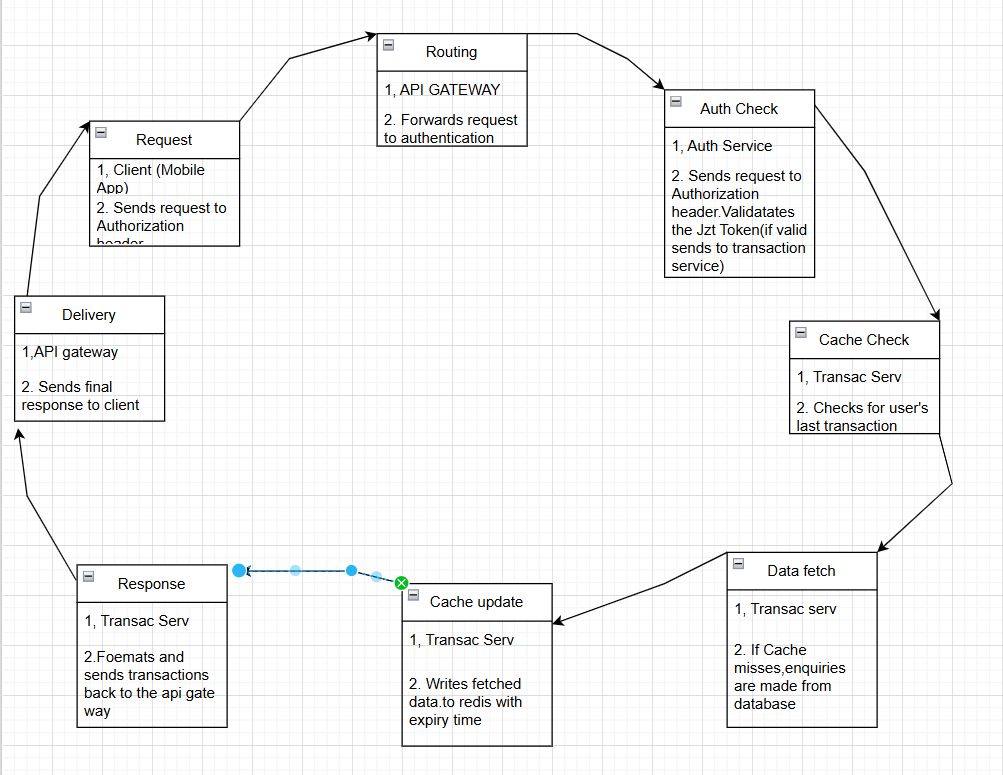 Routing
1, API GATEWAY
2. Forwards request
to authentication
Auth Check
1, Auth Service
2. Sends request to
Authorization
header.Validatates
the Jzt Token(if valid
sends to transaction
service)
Request
1, Client (Mobile
App)
2. Sends request to
Authorization
header
Delivery
1,API gateway
2. Sends final
response to client
Cache Check
1, Transac Serv
2. Checks for user's
last transaction
Response
1, Transac Serv
2.Foemats and
sends transactions
back to the api gate
way
Cache update
1, Transac Serv
2. Writes fetched
data.to redis with
expiry time
Data fetch
1, Transac serv
2. If Cache
misses,enquiries
are made from
database